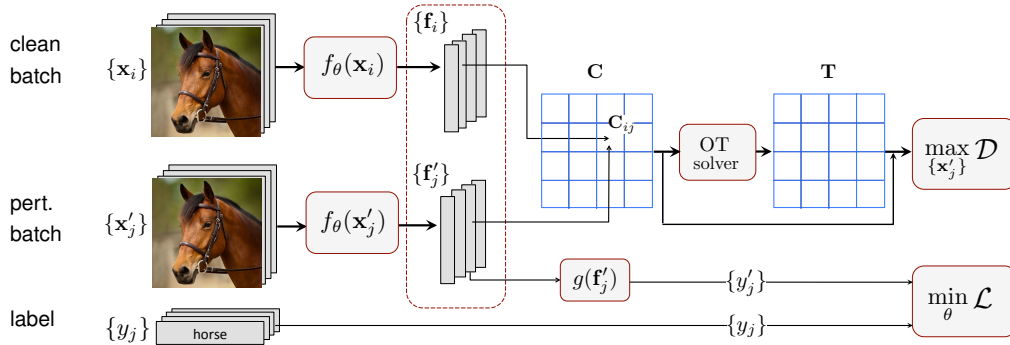 clean
batch
{x_i}
f_θ(x_i)
{f_i}
C
C_ij
T
OT
solver
max D
{x′_j}
pert.
batch
{x′_j}
f_θ(x′_j)
{f′_j}
g(f′_j)
{y′_j}
min L
θ
label
{y_j}
horse
{y_j}